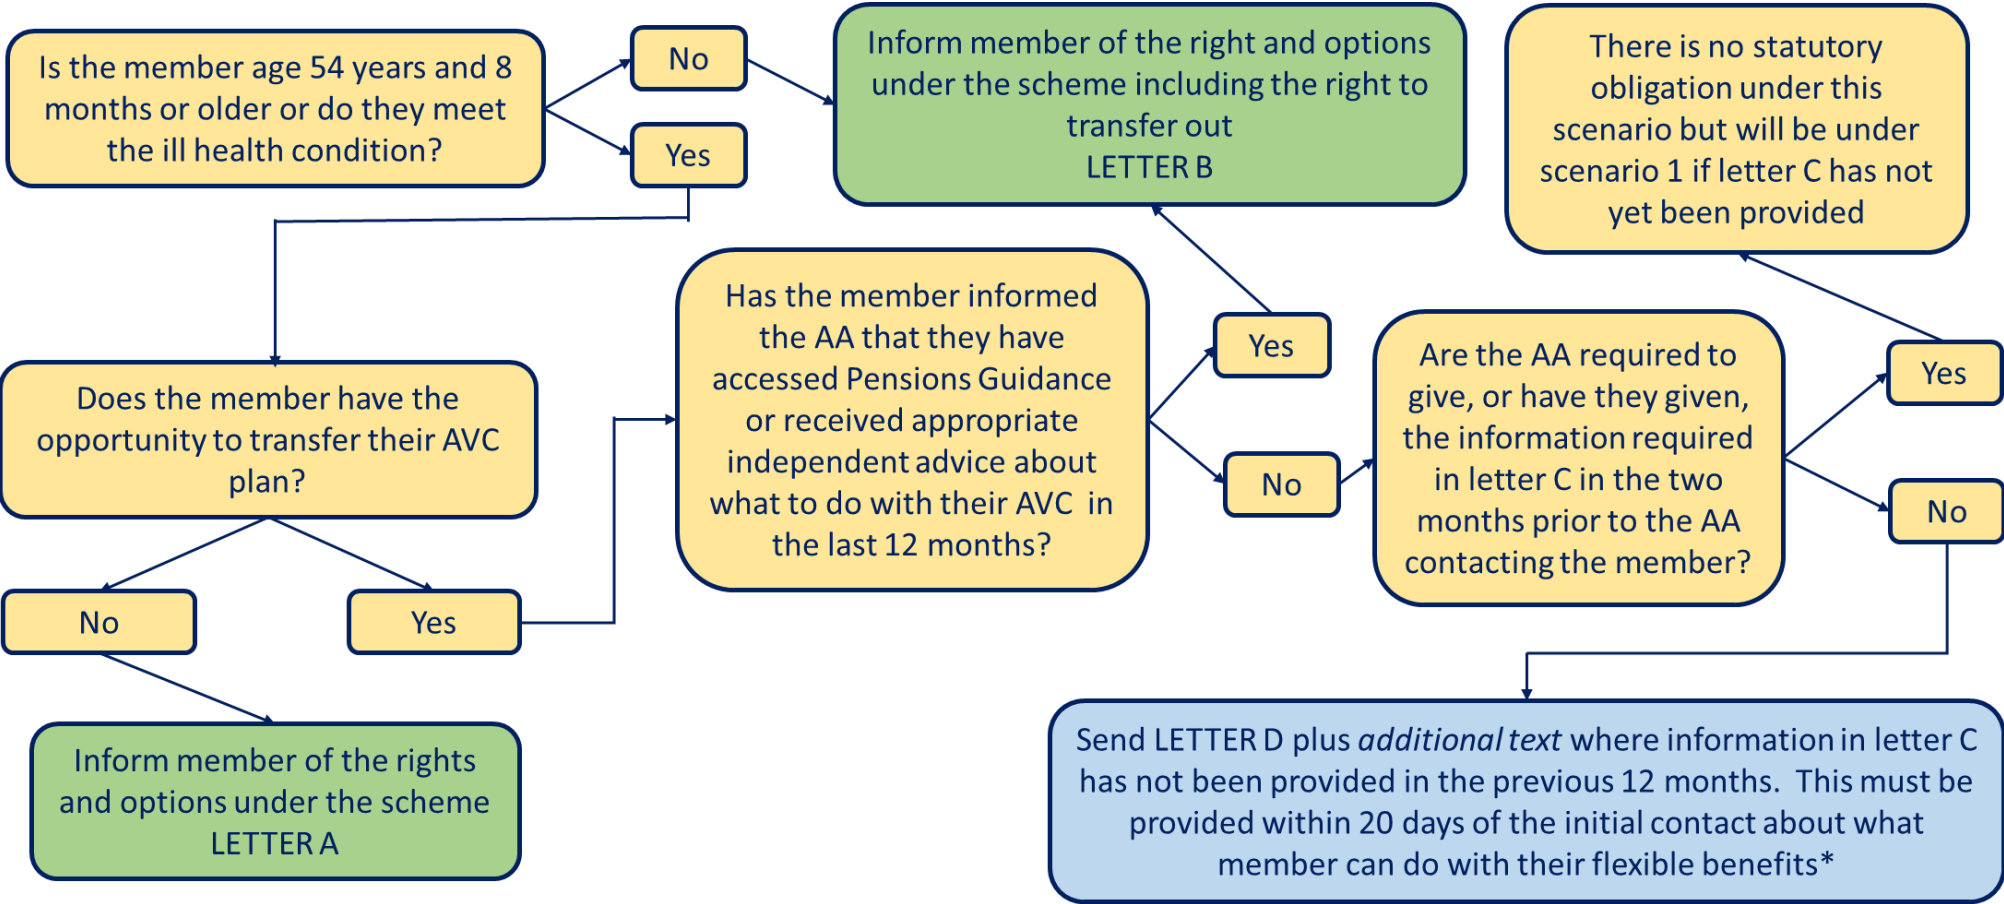 Is the member age 54 years and 8
months or older or do they meet
the ill health condition?
No
Yes
Inform member of the right and options
under the scheme including the right to
transfer out
LETTER B
There is no statutory
obligation under this
scenario but will be under
scenario 1 if letter C has not
yet been provided
Does the member have the
opportunity to transfer their AVC
plan?
No
Yes
Inform member of the rights
and options under the scheme
LETTER A
Has the member informed
the AA that they have
accessed Pensions Guidance
or received appropriate
independent advice about
what to do with their AVC in
the last 12 months?
Yes
No
Are the AA required to
give, or have they given,
the information required
in letter C in the two
months prior to the AA
contacting the member?
Yes
No
Send LETTER D plus additional text where information in letter C
has not been provided in the previous 12 months. This must be
provided within 20 days of the initial contact about what
member can do with their flexible benefits*